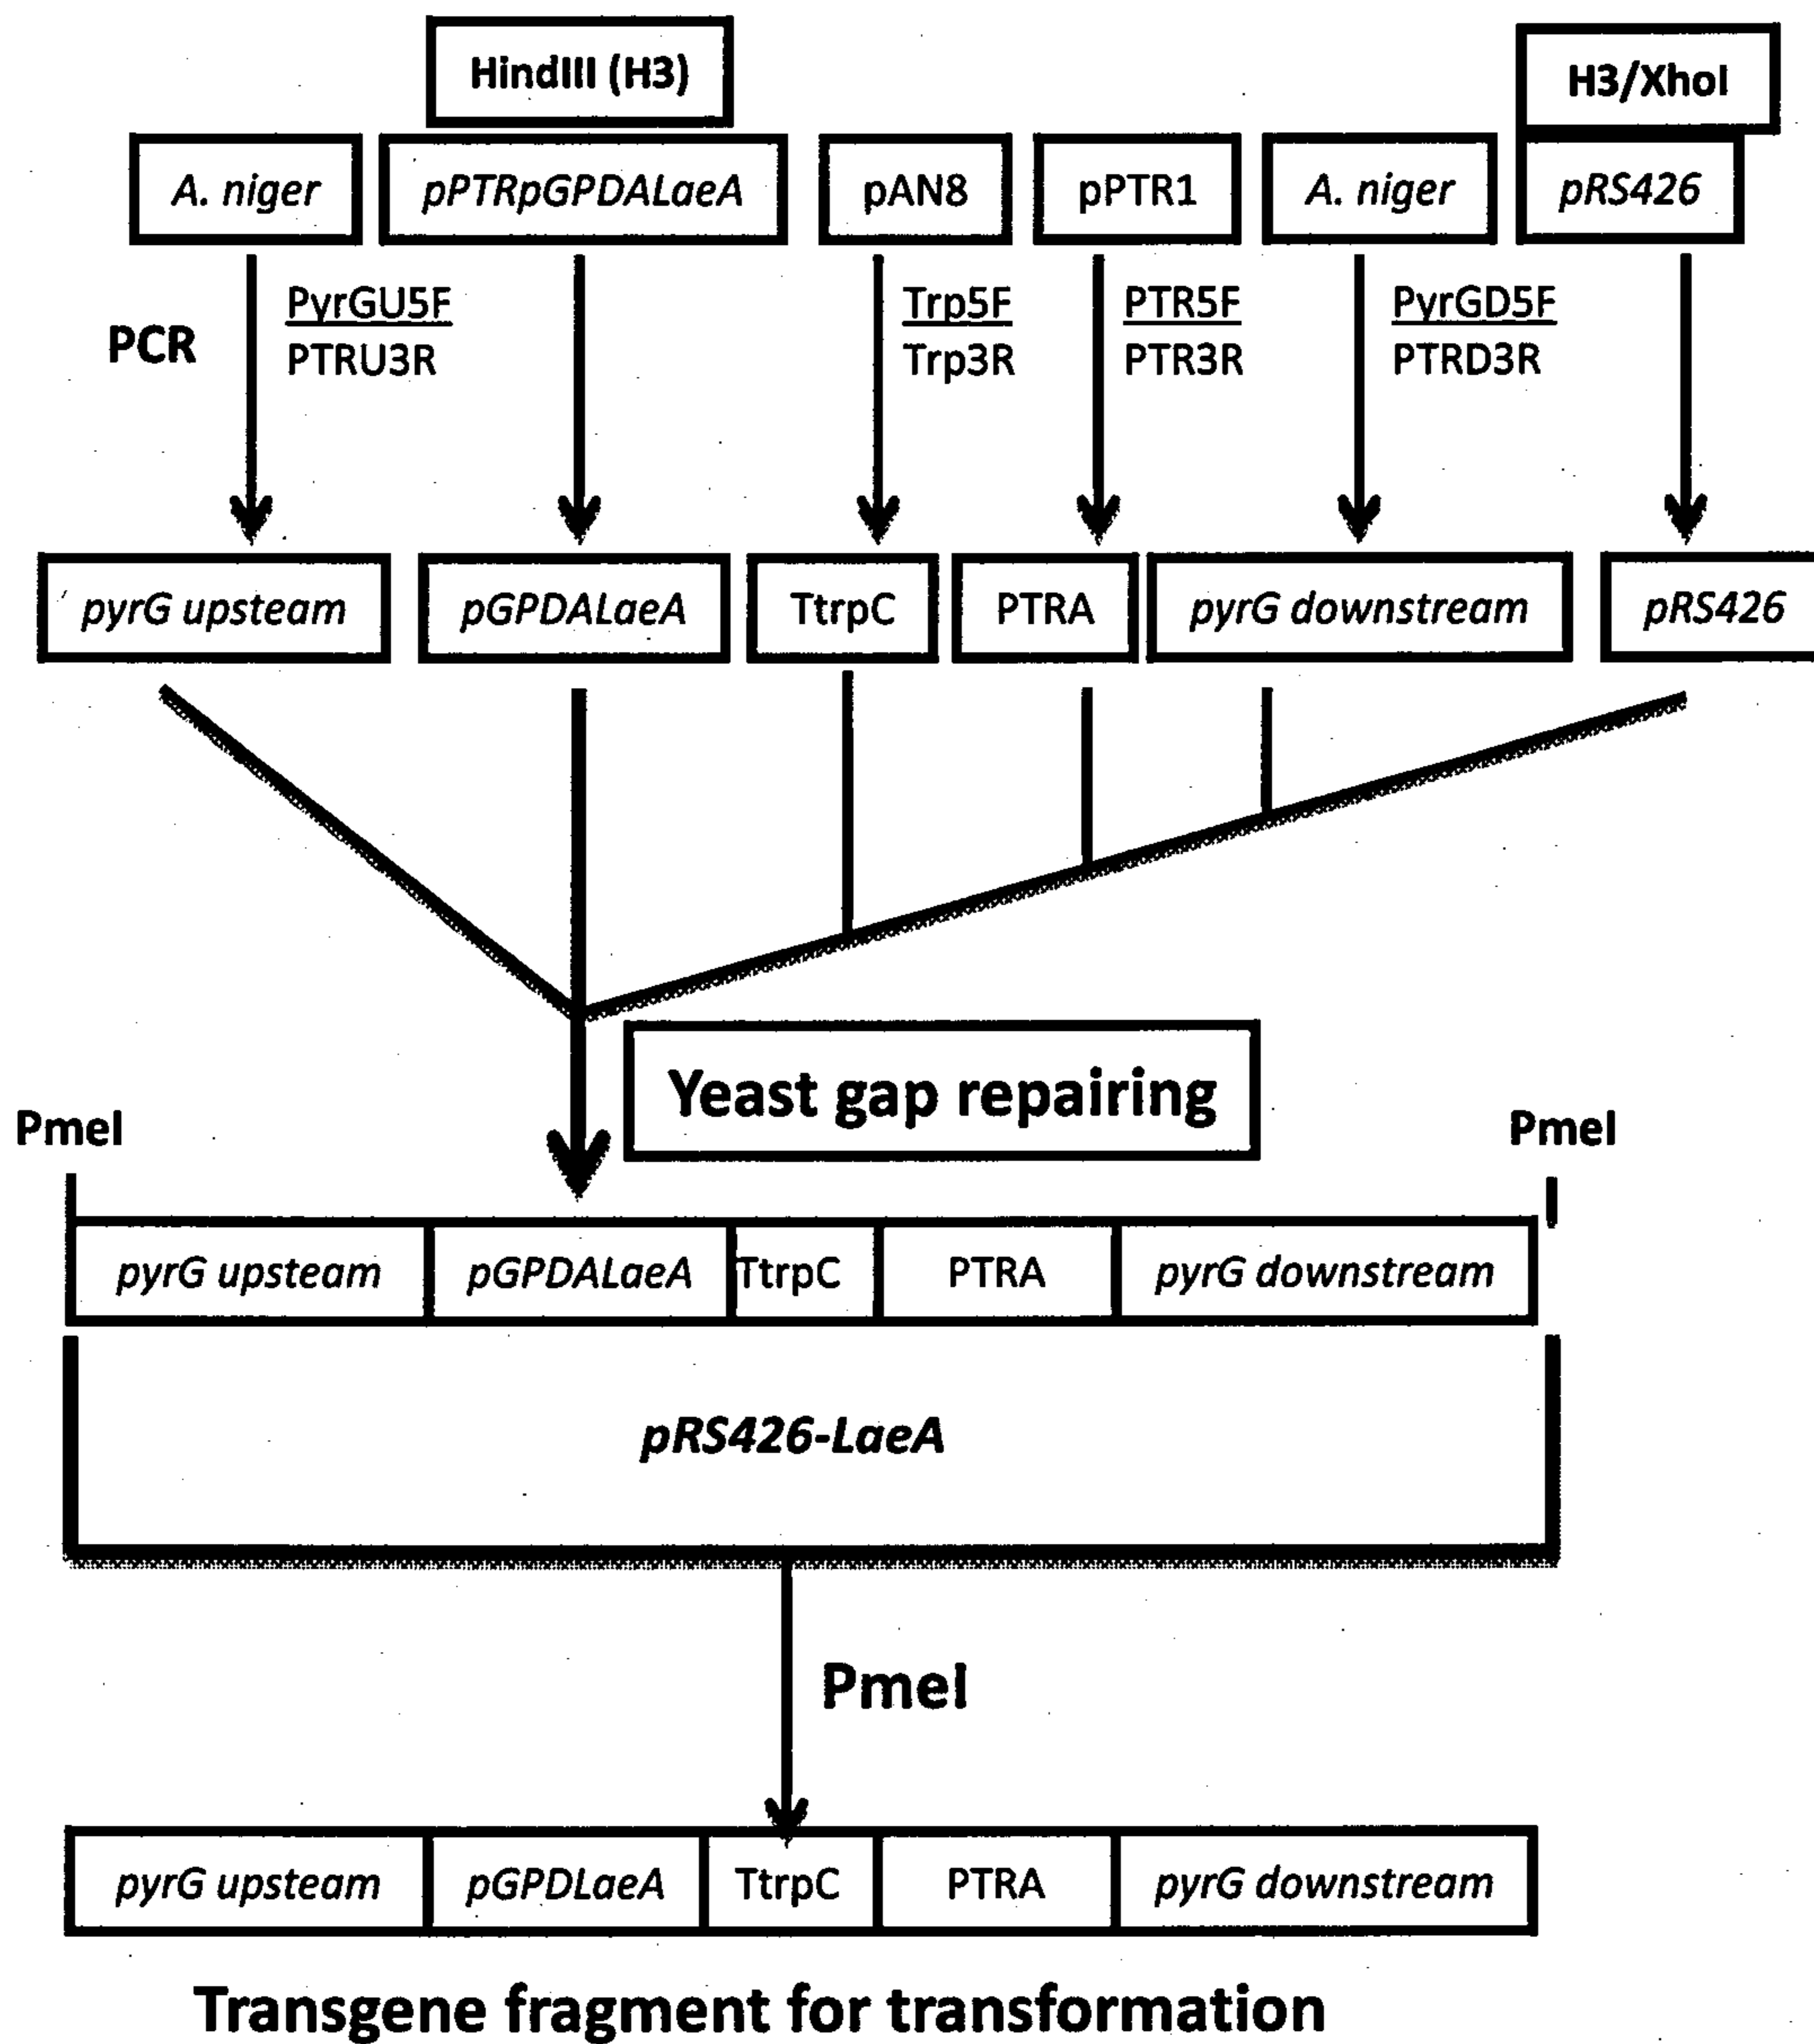 HindIII (H3)
H3/XhoI
A. niger
pPTRpGPDALaeA
pAN8
pPTR1
A. niger
pRS426
PCR
PyrGU5F
PTRU3R
Trp5F
Trp3R
PTR5F
PTR3R
PyrGD5F
PTRD3R
pyrG upsteam
pGPDALaeA
TtrpC
PTRA
pyrG downstream
pRS426
Yeast gap repairing
PmeI
PmeI
pyrG upsteam
pGPDALaeA
TtrpC
PTRA
pyrG downstream
pRS426-LaeA
PmeI
pyrG upsteam
pGPDLaeA
TtrpC
PTRA
pyrG downstream
Transgene fragment for transformation